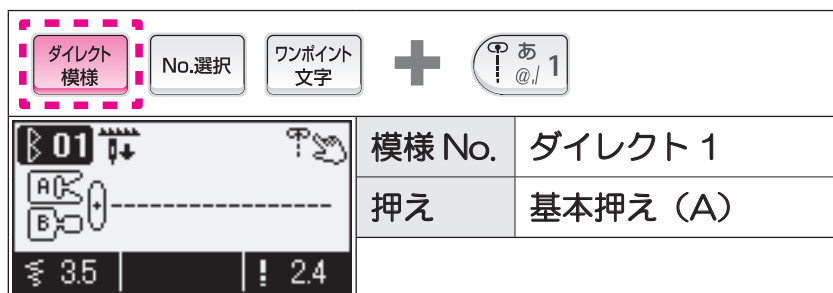 ダイレクト
模様
No.選択
ワンポイント
文字
あ
@./
1
01
模様 No.
ダイレクト 1
A
B
押え
基本押え（A）
3.5
! 2.4